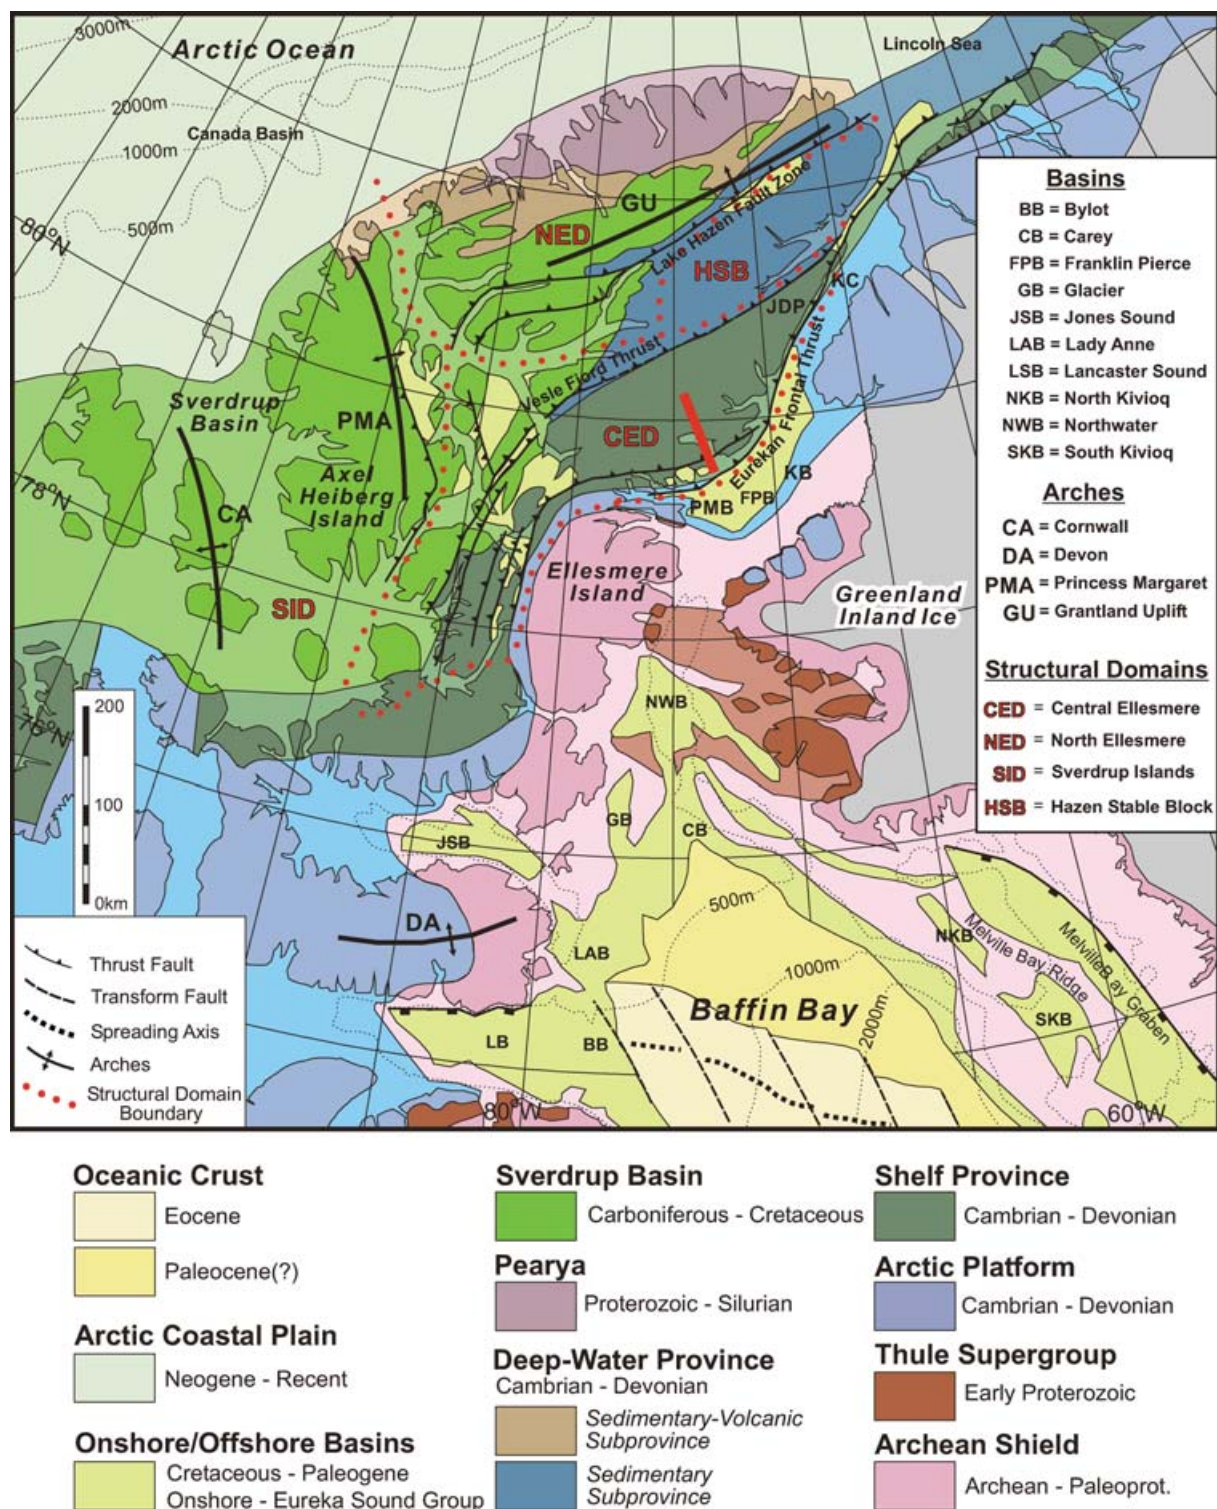 Arctic Ocean
Lincoln Sea
3000m
2000m
Canada Basin
1000m
500m
80°N
GU
NED
Lake Hazen Fault Zone
HSB
KC
JDP
Vesle Fjord Thrust
Eurekan Frontal Thrust
Sverdrup
Basin
PMA
CED
78°N
Axel
Heiberg
Island
KB
FPB
PMB
CA
Ellesmere
Island
Greenland
Inland Ice
SID
76°N
NWB
GB
CB
JSB
500m
DA
NKB
Melville Bay Ridge
MelvilleBay Graben
LAB
1000m
Baffin Bay
2000m
SKB
LB
BB
80°W
60°W
200
100
0km
Basins
BB = Bylot
CB = Carey
FPB = Franklin Pierce
GB = Glacier
JSB = Jones Sound
LAB = Lady Anne
LSB = Lancaster Sound
NKB = North Kivioq
NWB = Northwater
SKB = South Kivioq
Arches
CA = Cornwall
DA = Devon
PMA = Princess Margaret
GU = Grantland Uplift
Structural Domains
CED = Central Ellesmere
NED = North Ellesmere
SID = Sverdrup Islands
HSB = Hazen Stable Block
Thrust Fault
Transform Fault
Spreading Axis
Arches
Structural Domain
Boundary
Oceanic Crust
Eocene
Paleocene(?)
Arctic Coastal Plain
Neogene - Recent
Onshore/Offshore Basins
Cretaceous - Paleogene
Onshore - Eureka Sound Group
Sverdrup Basin
Carboniferous - Cretaceous
Pearya
Proterozoic - Silurian
Deep-Water Province
Cambrian - Devonian
Sedimentary-Volcanic
Subprovince
Sedimentary
Subprovince
Shelf Province
Cambrian - Devonian
Arctic Platform
Cambrian - Devonian
Thule Supergroup
Early Proterozoic
Archean Shield
Archean - Paleoprot.